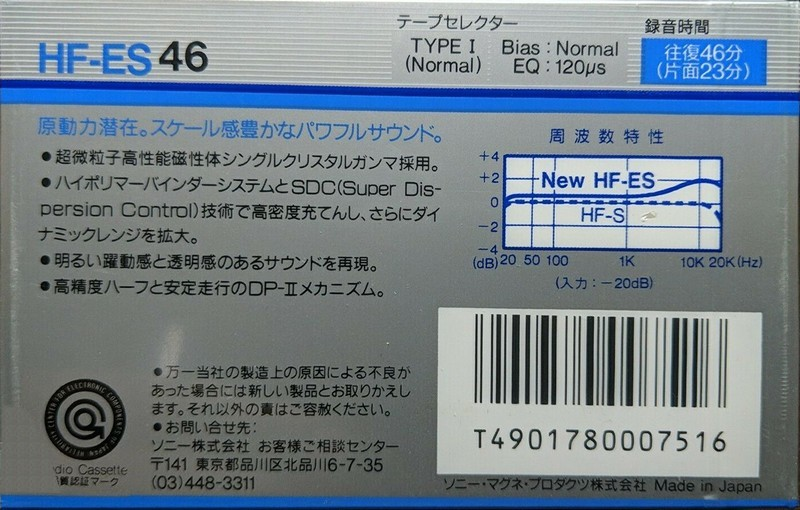 HF-ES 46
テープセレクター
TYPE I Bias : Normal
(Normal) EQ : 120μs
録音時間
往復46分
(片面23分)
原動力潜在。スケール感豊かなパワフルサウンド。
●超微粒子高性能磁性体シングルクリスタルガンマ採用。
●ハイポリマーバインダーシステムとSDC(Super Dis-
persion Control)技術で高密度充てんし、さらにダイ
ナミックレンジを拡大。
●明るい躍動感と透明感のあるサウンドを再現。
●高精度ハーフと安定走行のDP-IIメカニズム。
周波数特性
+4
+2
0
-2
-4
New HF-ES
HF-S
(dB) 20 50 100 1K 10K 20K(Hz)
(入力:-20dB)
●万一当社の製造上の原因による不良が
あった場合には新しい製品とお取りかえし
ます。それ以外の責はご容赦ください。
●お問い合せ先:
ソニー株式会社 お客様ご相談センター
〒141 東京都品川区北品川6-7-35
(03)448-3311
dio Cassette
認証マーク
T4901780007516
ソニー・マグネ・プロダクツ株式会社 Made in Japan